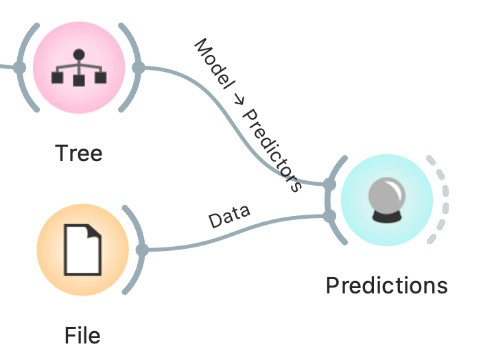 Model → Predictors
Tree
Data
Predictions
File